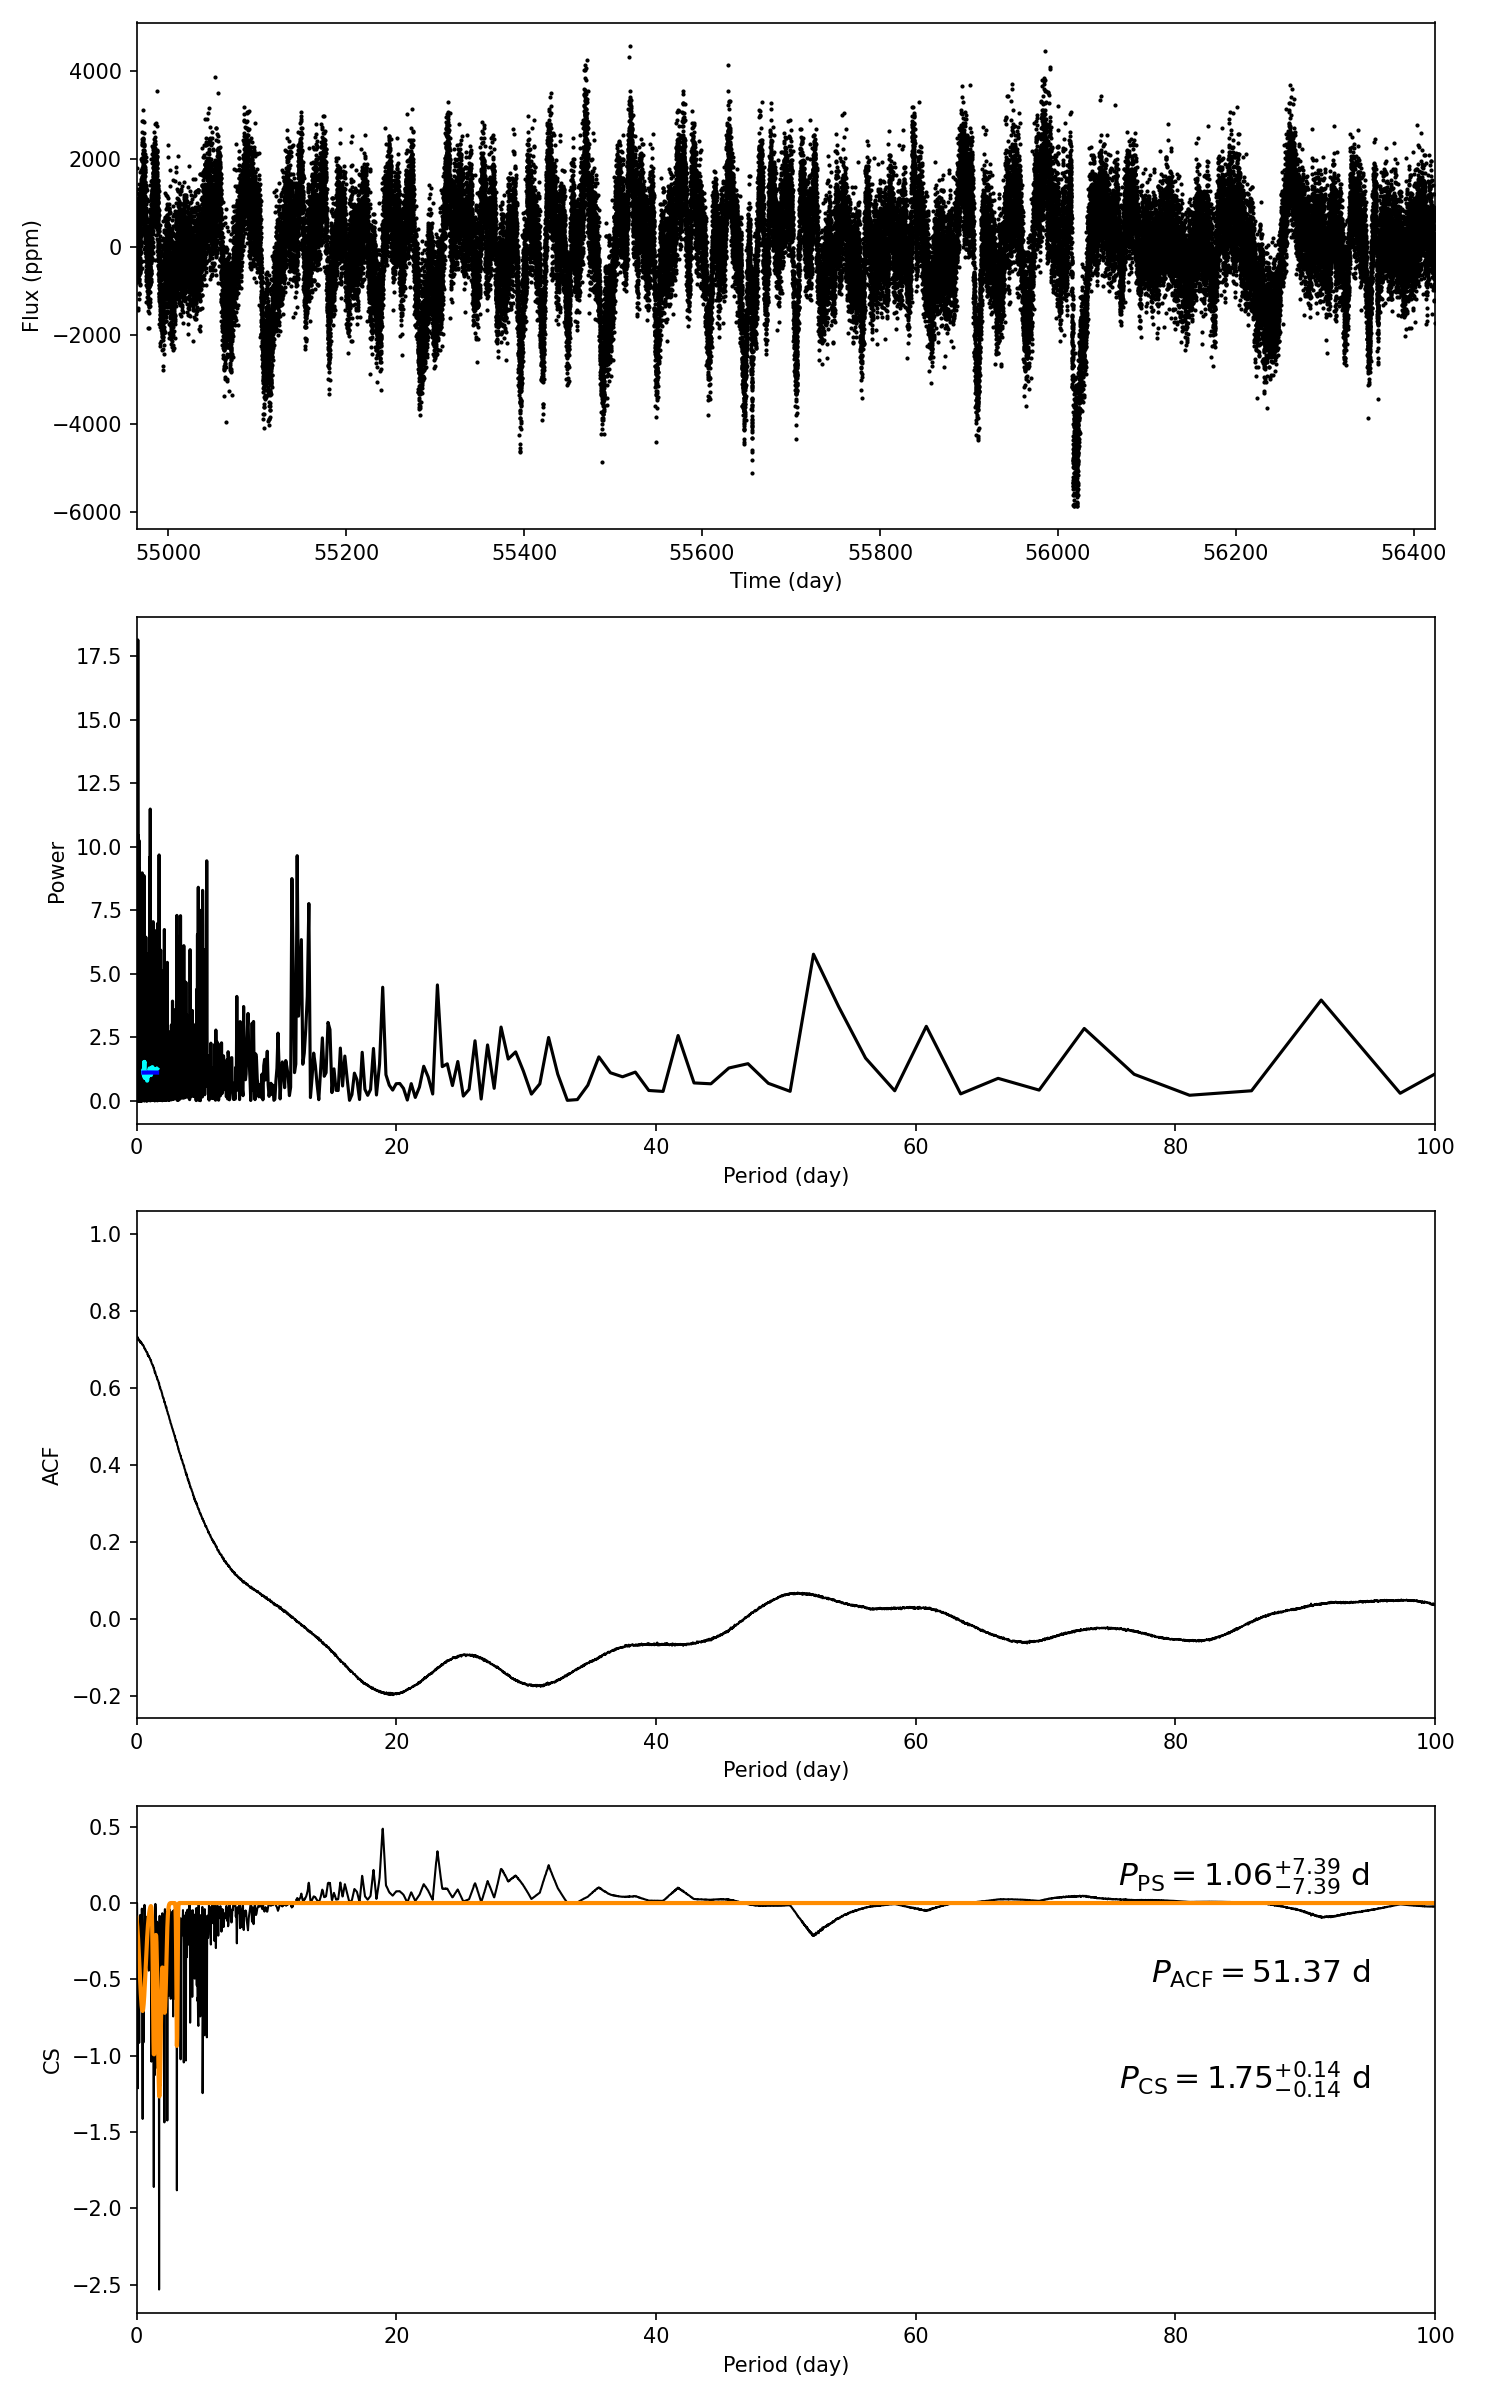 4000
2000
0
−2000
−4000
−6000
Flux (ppm)
55000 55200 55400 55600 55800 56000 56200 56400
Time (day)
17.5
15.0
12.5
10.0
7.5
5.0
2.5
0.0
Power
0 20 40 60 80 100
Period (day)
1.0
0.8
0.6
0.4
0.2
0.0
−0.2
ACF
0 20 40 60 80 100
Period (day)
0.5
0.0
−0.5
−1.0
−1.5
−2.0
−2.5
CS
P_PS = 1.06 +7.39 −7.39 d
P_ACF = 51.37 d
P_CS = 1.75 +0.14 −0.14 d
0 20 40 60 80 100
Period (day)